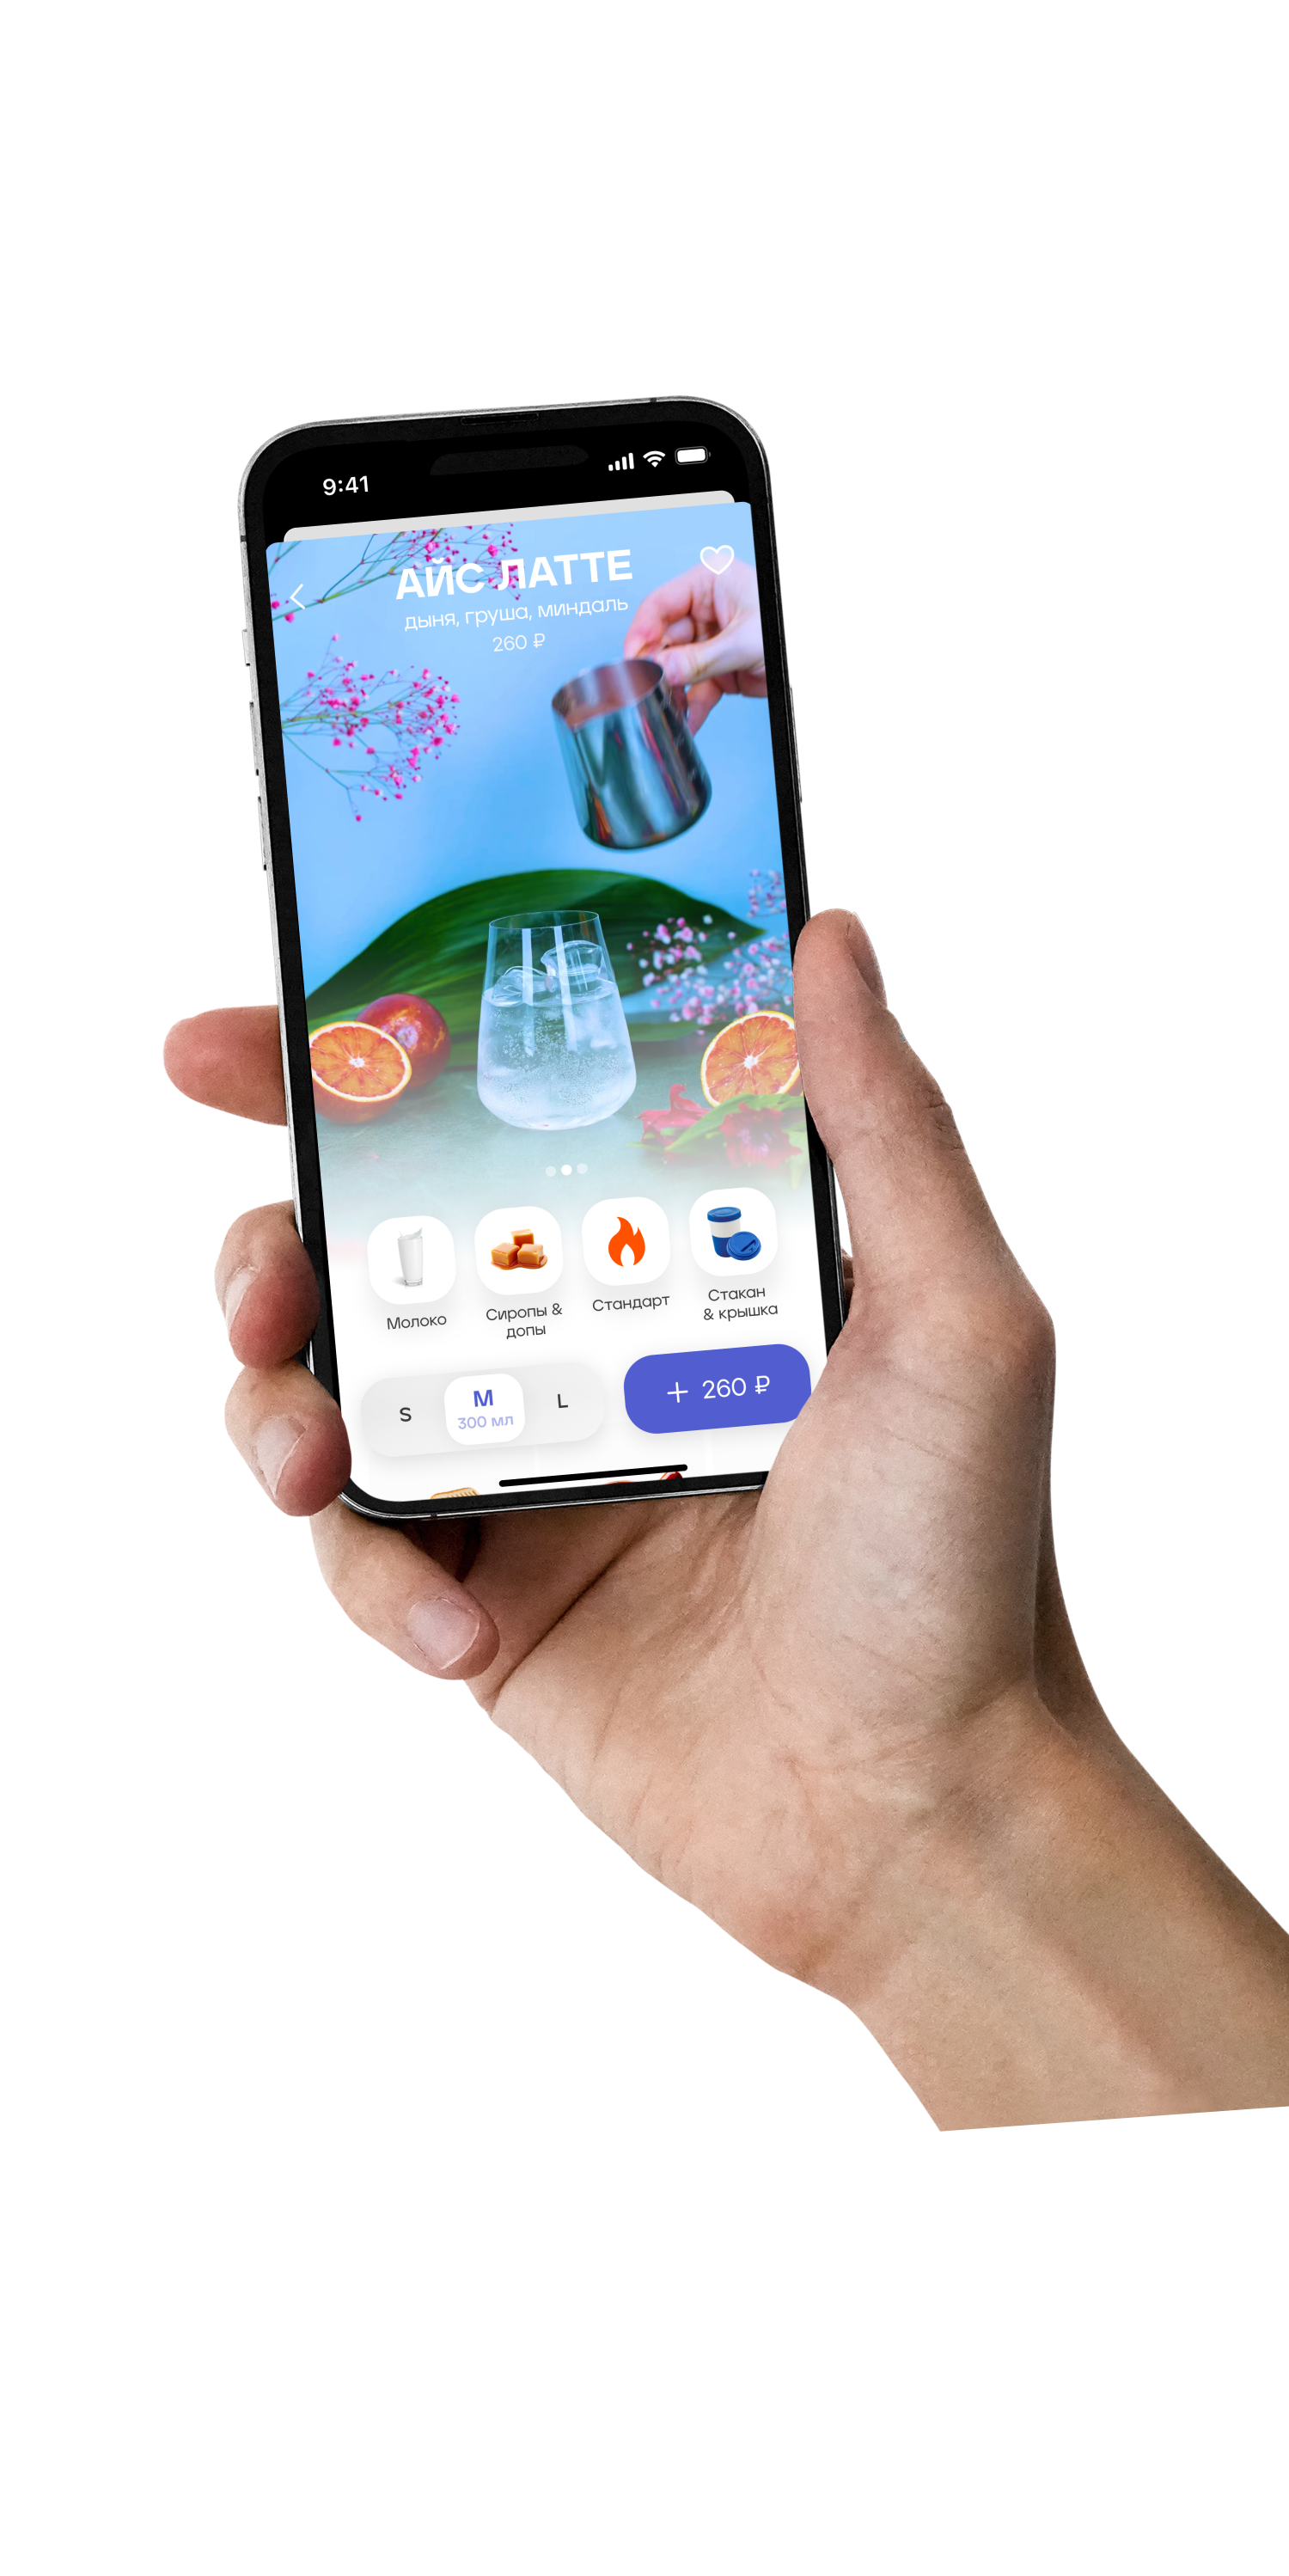 9:41
АЙС ЛАТТЕ
дыня, груша, миндаль
260 ₽
Молоко
Сиропы &
допы
Стандарт
Стакан
& крышка
S
M
300 мл
L
+ 260 ₽